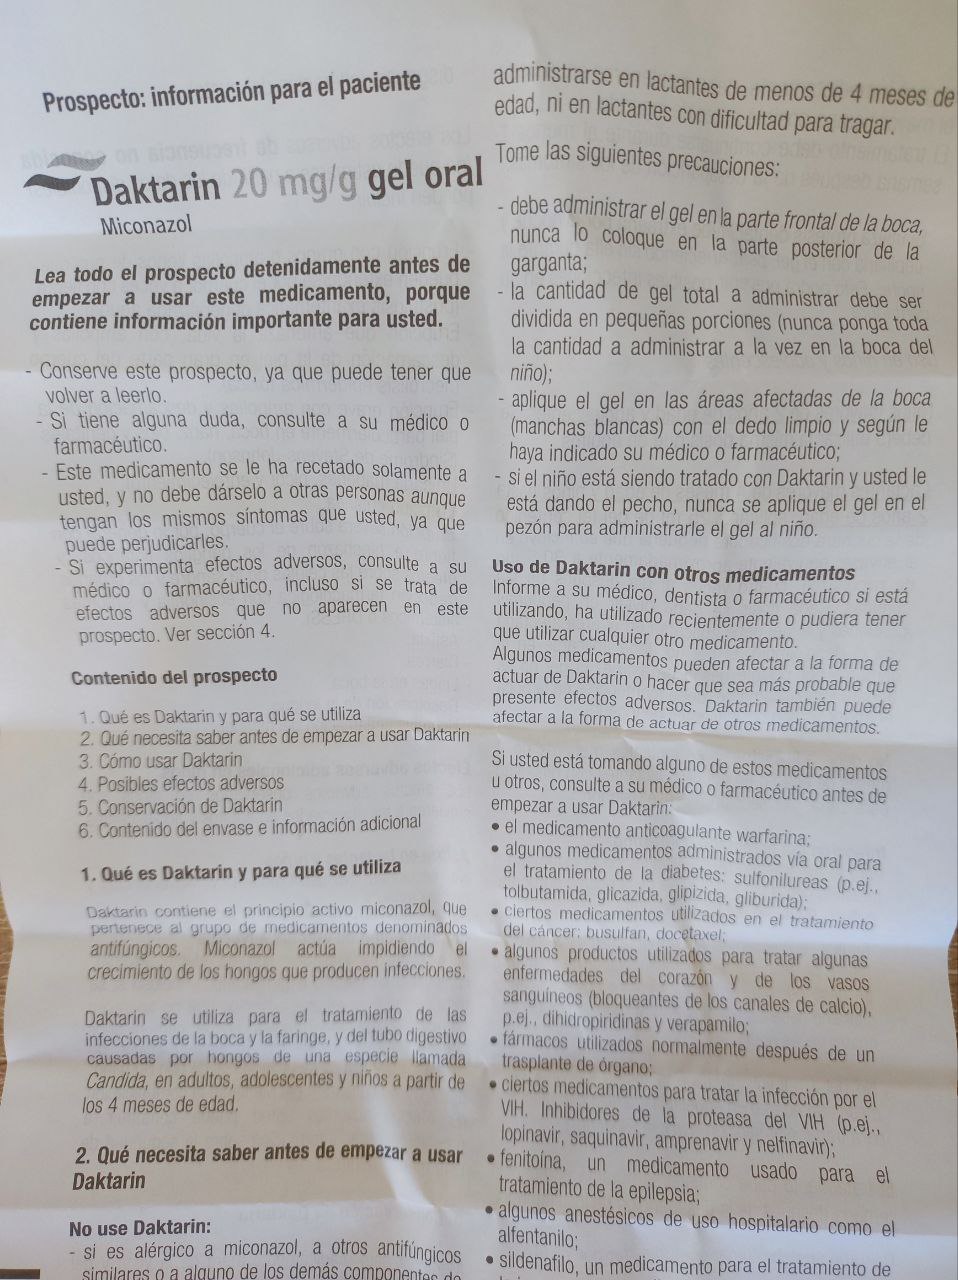 Prospecto: información para el paciente
Daktarin 20 mg/g gel oral
Miconazol
Lea todo el prospecto detenidamente antes de
empezar a usar este medicamento, porque
contiene información importante para usted.
- Conserve este prospecto, ya que puede tener que
volver a leerlo.
- Si tiene alguna duda, consulte a su médico o
farmacéutico.
- Este medicamento se le ha recetado solamente a
usted, y no debe dárselo a otras personas aunque
tengan los mismos síntomas que usted, ya que
puede perjudicarles.
- Si experimenta efectos adversos, consulte a su
médico o farmacéutico, incluso si se trata de
efectos adversos que no aparecen en este
prospecto. Ver sección 4.
Contenido del prospecto
1. Qué es Daktarin y para qué se utiliza
2. Qué necesita saber antes de empezar a usar Daktarin
3. Cómo usar Daktarin
4. Posibles efectos adversos
5. Conservación de Daktarin
6. Contenido del envase e información adicional
1. Qué es Daktarin y para qué se utiliza
Daktarin contiene el principio activo miconazol, que
pertenece al grupo de medicamentos denominados
antifúngicos. Miconazol actúa impidiendo el
crecimiento de los hongos que producen infecciones.
Daktarin se utiliza para el tratamiento de las
infecciones de la boca y la faringe, y del tubo digestivo
causadas por hongos de una especie llamada
Candida, en adultos, adolescentes y niños a partir de
los 4 meses de edad.
2. Qué necesita saber antes de empezar a usar
Daktarin
No use Daktarin:
- si es alérgico a miconazol, a otros antifúngicos
similares o a alguno de los demás componentes de
administrarse en lactantes de menos de 4 meses de
edad, ni en lactantes con dificultad para tragar.
Tome las siguientes precauciones:
- debe administrar el gel en la parte frontal de la boca,
nunca lo coloque en la parte posterior de la
garganta;
- la cantidad de gel total a administrar debe ser
dividida en pequeñas porciones (nunca ponga toda
la cantidad a administrar a la vez en la boca del
niño);
- aplique el gel en las áreas afectadas de la boca
(manchas blancas) con el dedo limpio y según le
haya indicado su médico o farmacéutico;
- si el niño está siendo tratado con Daktarin y usted le
está dando el pecho, nunca se aplique el gel en el
pezón para administrarle el gel al niño.
Uso de Daktarin con otros medicamentos
Informe a su médico, dentista o farmacéutico si está
utilizando, ha utilizado recientemente o pudiera tener
que utilizar cualquier otro medicamento.
Algunos medicamentos pueden afectar a la forma de
actuar de Daktarin o hacer que sea más probable que
presente efectos adversos. Daktarin también puede
afectar a la forma de actuar de otros medicamentos.
Si usted está tomando alguno de estos medicamentos
u otros, consulte a su médico o farmacéutico antes de
empezar a usar Daktarin:
• el medicamento anticoagulante warfarina;
• algunos medicamentos administrados vía oral para
el tratamiento de la diabetes: sulfonilureas (p.ej.,
tolbutamida, glicazida, glipizida, gliburida);
• ciertos medicamentos utilizados en el tratamiento
del cáncer; busulfan, docetaxel;
• algunos productos utilizados para tratar algunas
enfermedades del corazón y de los vasos
sanguíneos (bloqueantes de los canales de calcio),
p.ej., dihidropiridinas y verapamilo;
• fármacos utilizados normalmente después de un
trasplante de órgano;
• ciertos medicamentos para tratar la infección por el
VIH. Inhibidores de la proteasa del VIH (p.ej.,
lopinavir, saquinavir, amprenavir y nelfinavir);
• fenitoína, un medicamento usado para el
tratamiento de la epilepsia;
• algunos anestésicos de uso hospitalario como el
alfentanilo;
• sildenafilo, un medicamento para el tratamiento de